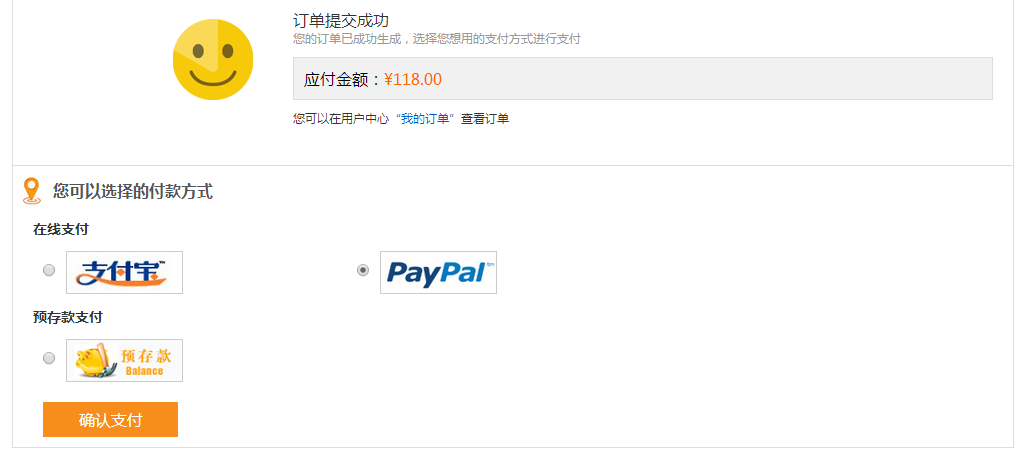 订单提交成功
您的订单已成功生成，选择您想用的支付方式进行支付
应付金额：¥118.00
您可以在用户中心“我的订单”查看订单
您可以选择的付款方式
在线支付
支付宝™
PayPal
预存款支付
预存款
Balance
确认支付